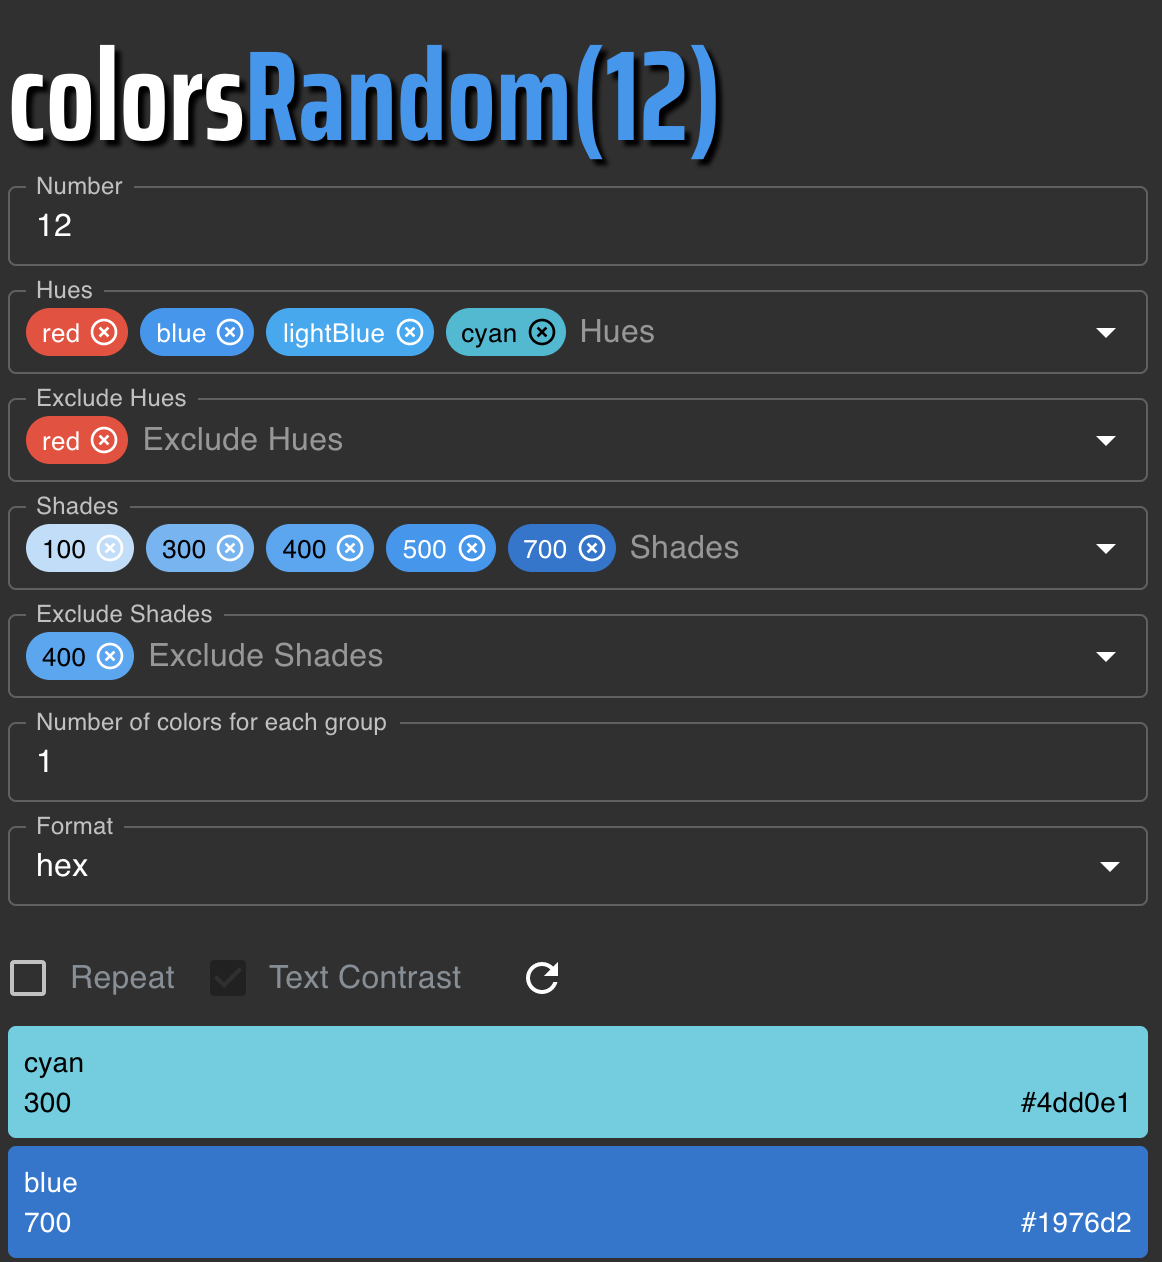 colorsRandom(12)
Number
12
Hues
red blue lightBlue cyan Hues
Exclude Hues
red Exclude Hues
Shades
100 300 400 500 700 Shades
Exclude Shades
400 Exclude Shades
Number of colors for each group
1
Format
hex
Repeat Text Contrast
cyan
300 #4dd0e1
blue
700 #1976d2